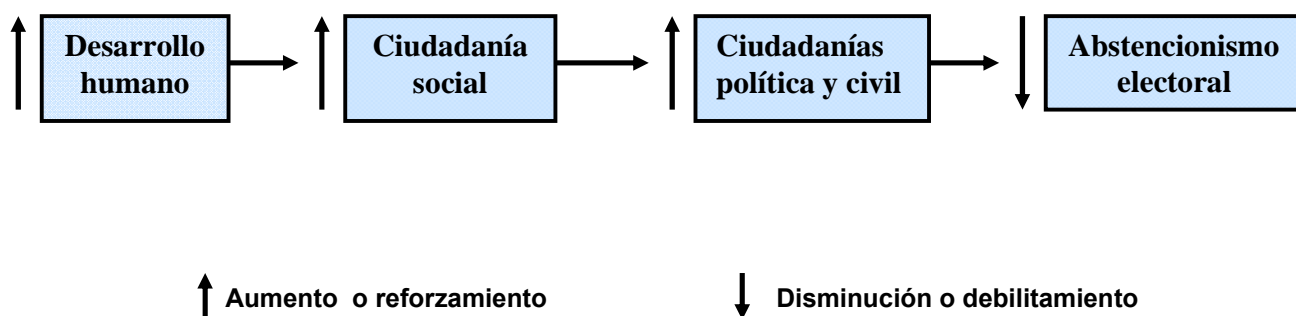 Desarrollo
humano
Ciudadanía
social
Ciudadanías
política y civil
Abstencionismo
electoral
Aumento o reforzamiento
Disminución o debilitamiento